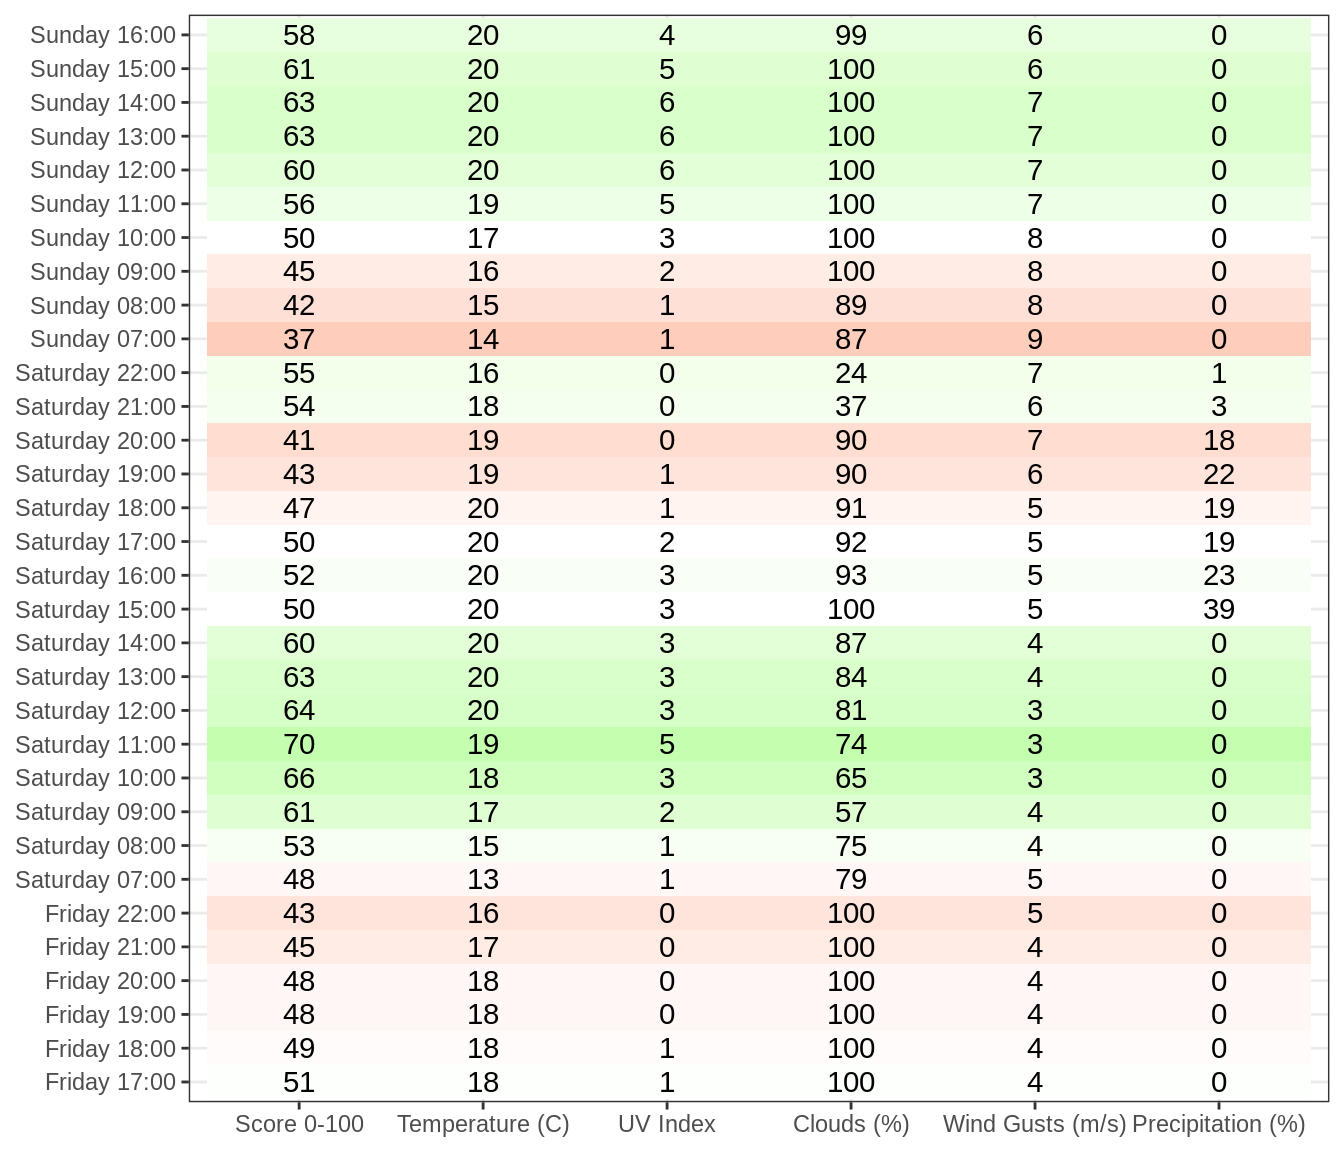 Sunday 16:00 58 20 4 99 6 0
Sunday 15:00 61 20 5 100 6 0
Sunday 14:00 63 20 6 100 7 0
Sunday 13:00 63 20 6 100 7 0
Sunday 12:00 60 20 6 100 7 0
Sunday 11:00 56 19 5 100 7 0
Sunday 10:00 50 17 3 100 8 0
Sunday 09:00 45 16 2 100 8 0
Sunday 08:00 42 15 1 89 8 0
Sunday 07:00 37 14 1 87 9 0
Saturday 22:00 55 16 0 24 7 1
Saturday 21:00 54 18 0 37 6 3
Saturday 20:00 41 19 0 90 7 18
Saturday 19:00 43 19 1 90 6 22
Saturday 18:00 47 20 1 91 5 19
Saturday 17:00 50 20 2 92 5 19
Saturday 16:00 52 20 3 93 5 23
Saturday 15:00 50 20 3 100 5 39
Saturday 14:00 60 20 3 87 4 0
Saturday 13:00 63 20 3 84 4 0
Saturday 12:00 64 20 3 81 3 0
Saturday 11:00 70 19 5 74 3 0
Saturday 10:00 66 18 3 65 3 0
Saturday 09:00 61 17 2 57 4 0
Saturday 08:00 53 15 1 75 4 0
Saturday 07:00 48 13 1 79 5 0
Friday 22:00 43 16 0 100 5 0
Friday 21:00 45 17 0 100 4 0
Friday 20:00 48 18 0 100 4 0
Friday 19:00 48 18 0 100 4 0
Friday 18:00 49 18 1 100 4 0
Friday 17:00 51 18 1 100 4 0
Score 0-100 Temperature (C) UV Index Clouds (%) Wind Gusts (m/s) Precipitation (%)